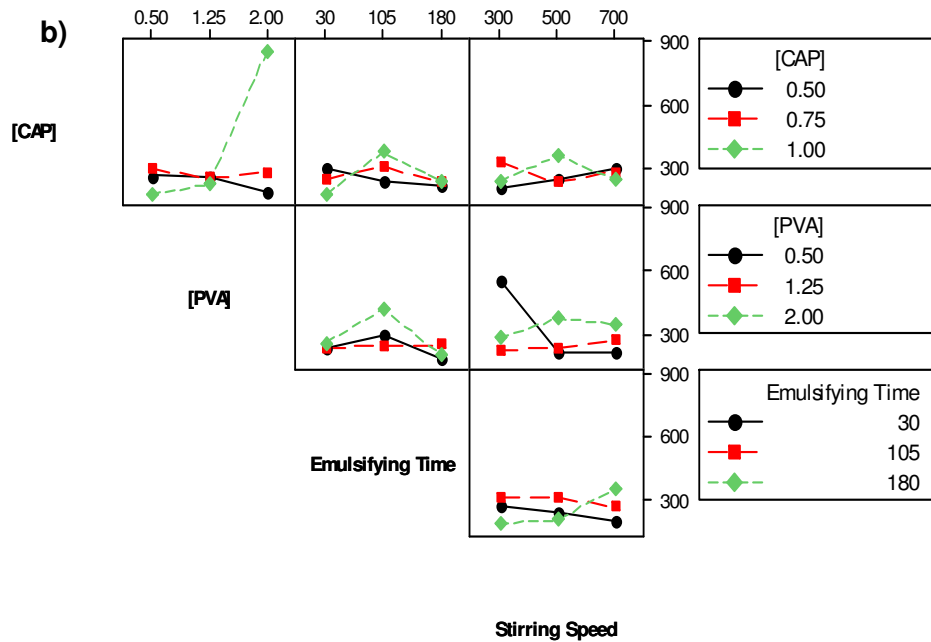 0.50 1.25 2.00 30 105 180 300 500 700
b)
900
600
300
[CAP]
[CAP]
0.50
0.75
1.00
900
600
300
[PVA]
[PVA]
0.50
1.25
2.00
900
600
300
Emulsifying Time
Emulsifying Time
30
105
180
Stirring Speed